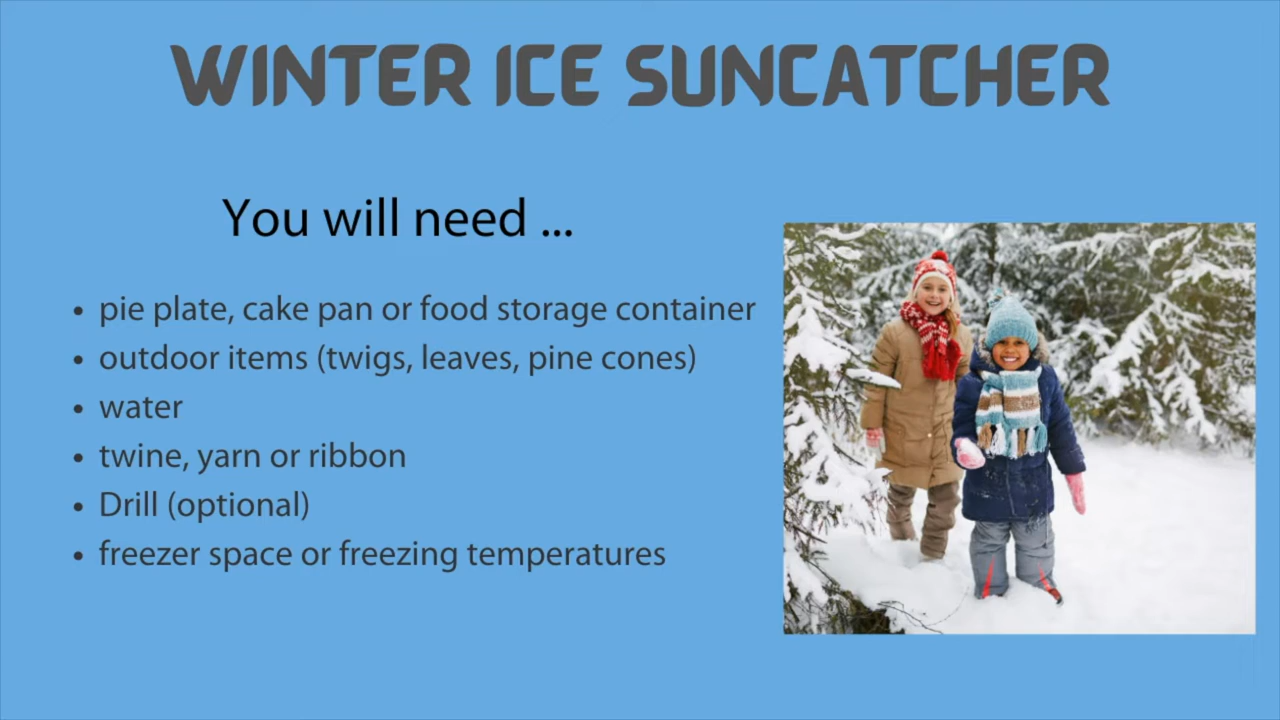 WINTER ICE SUNCATCHER
You will need ...
• pie plate, cake pan or food storage container
• outdoor items (twigs, leaves, pine cones)
• water
• twine, yarn or ribbon
• Drill (optional)
• freezer space or freezing temperatures